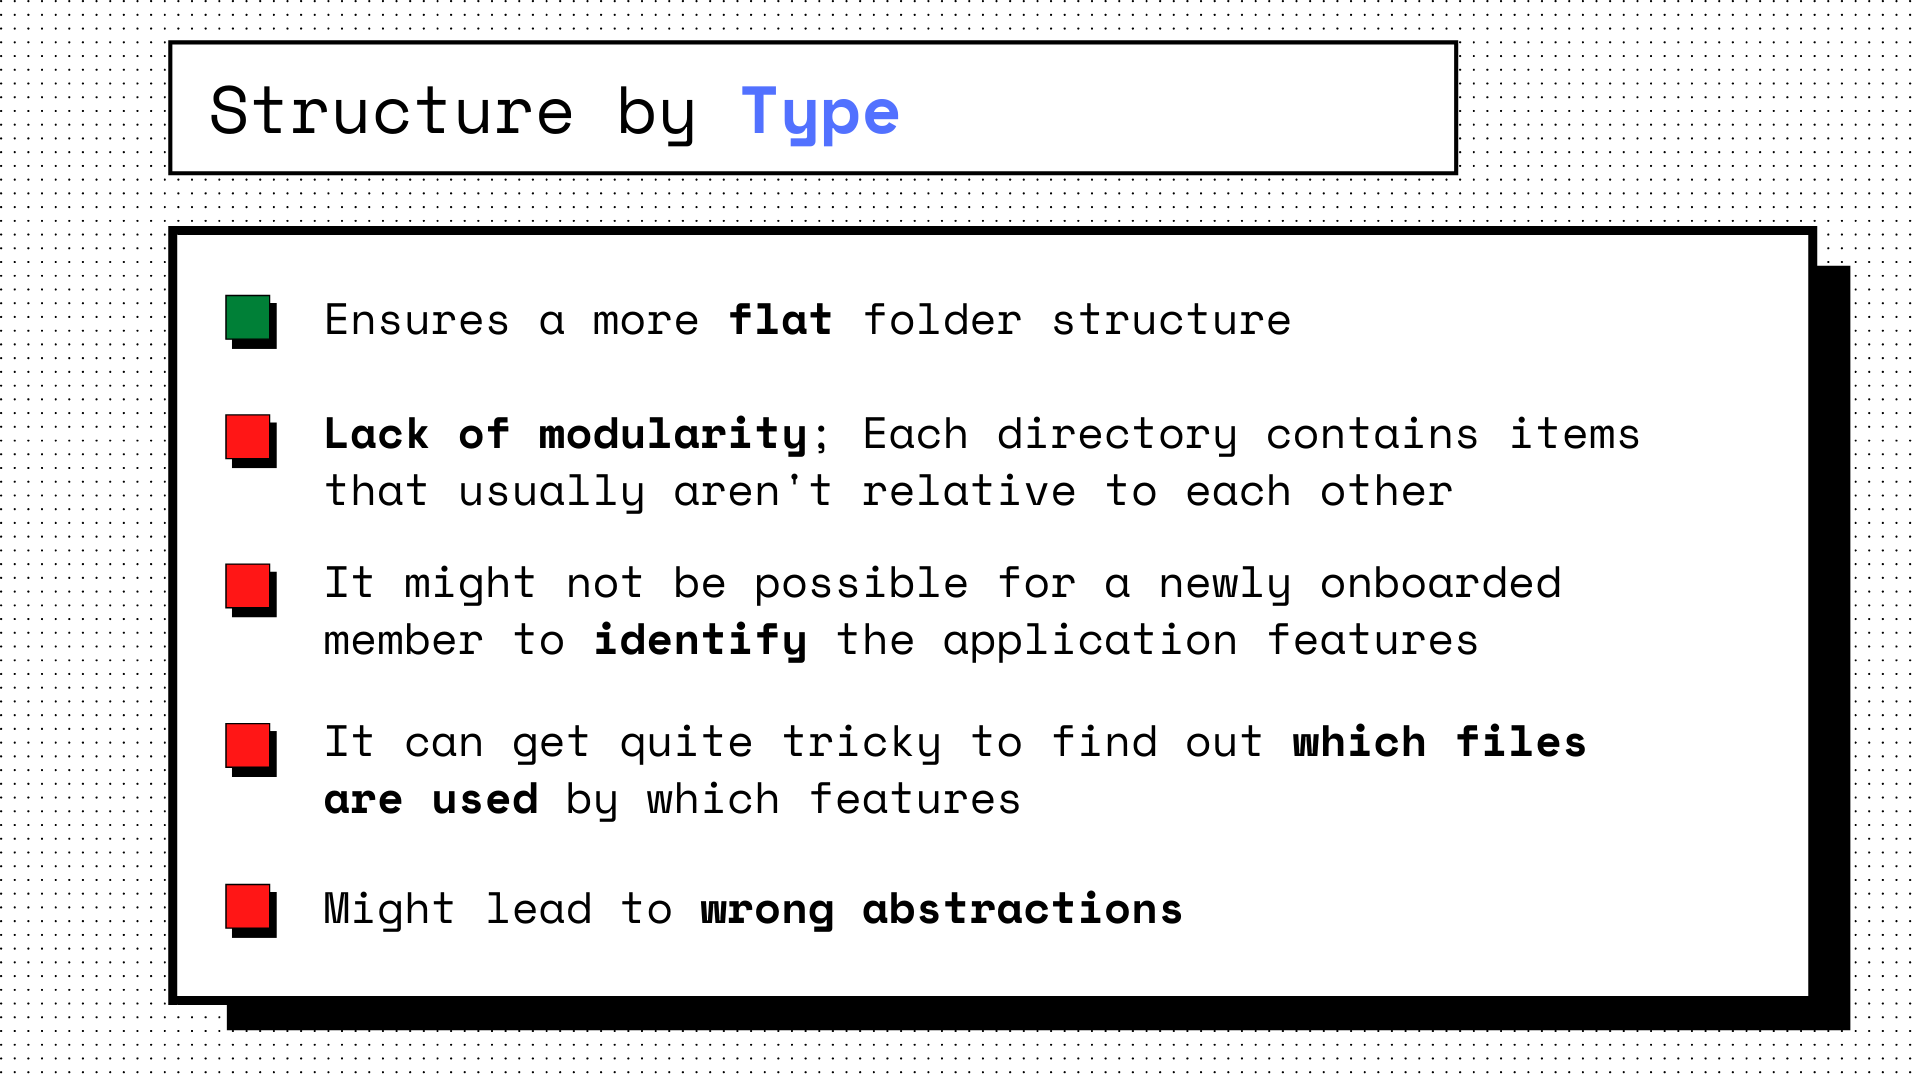 Structure by Type
Ensures a more flat folder structure
Lack of modularity; Each directory contains items
that usually aren't relative to each other
It might not be possible for a newly onboarded
member to identify the application features
It can get quite tricky to find out which files
are used by which features
Might lead to wrong abstractions